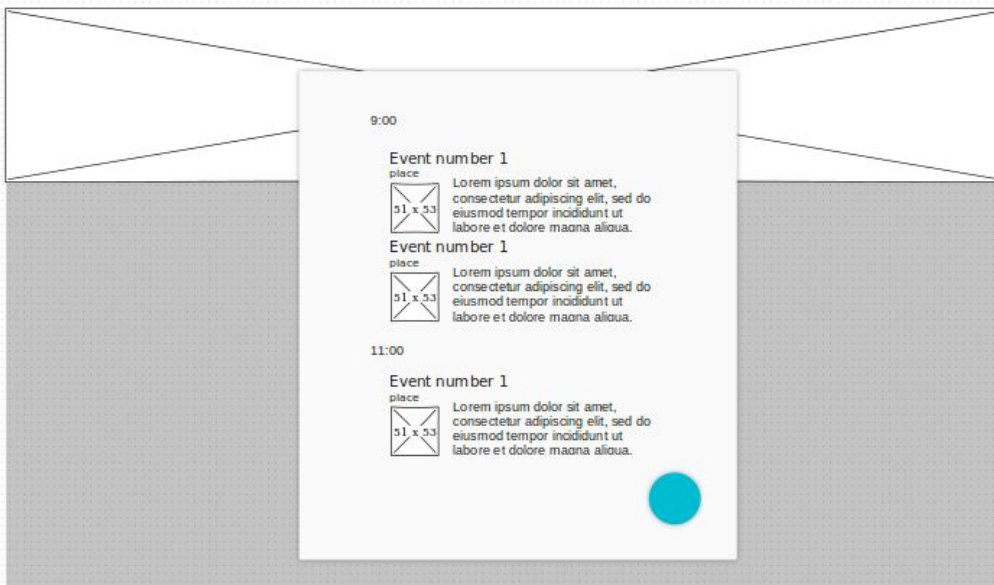 9:00
Event number 1
place
51 x 53
Lorem ipsum dolor sit amet,
consectetur adipiscing elit, sed do
eiusmod tempor incididunt ut
labore et dolore magna aliqua.
Event number 1
place
51 x 53
Lorem ipsum dolor sit amet,
consectetur adipiscing elit, sed do
eiusmod tempor incididunt ut
labore et dolore magna aliqua.
11:00
Event number 1
place
51 x 53
Lorem ipsum dolor sit amet,
consectetur adipiscing elit, sed do
eiusmod tempor incididunt ut
labore et dolore magna aliqua.